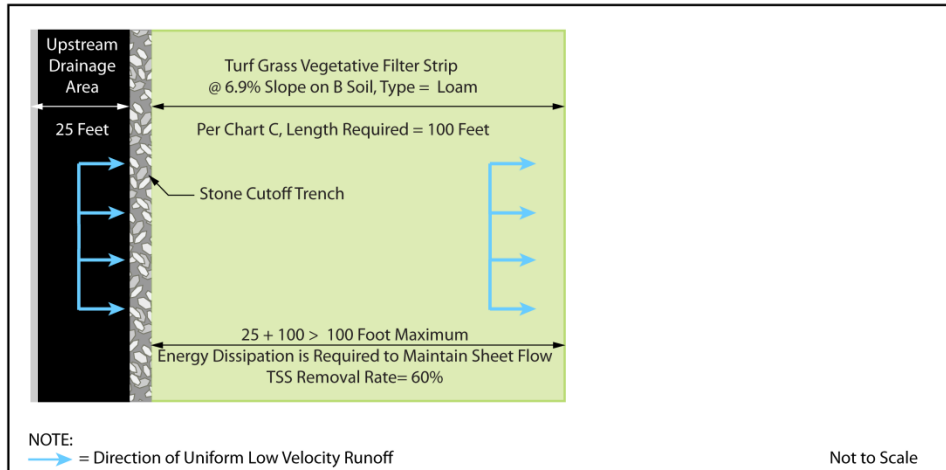 Upstream
Drainage
Area
25 Feet
Turf Grass Vegetative Filter Strip
@ 6.9% Slope on B Soil, Type = Loam
Per Chart C, Length Required = 100 Feet
Stone Cutoff Trench
25 + 100 > 100 Foot Maximum
Energy Dissipation is Required to Maintain Sheet Flow
TSS Removal Rate= 60%
NOTE:
= Direction of Uniform Low Velocity Runoff
Not to Scale